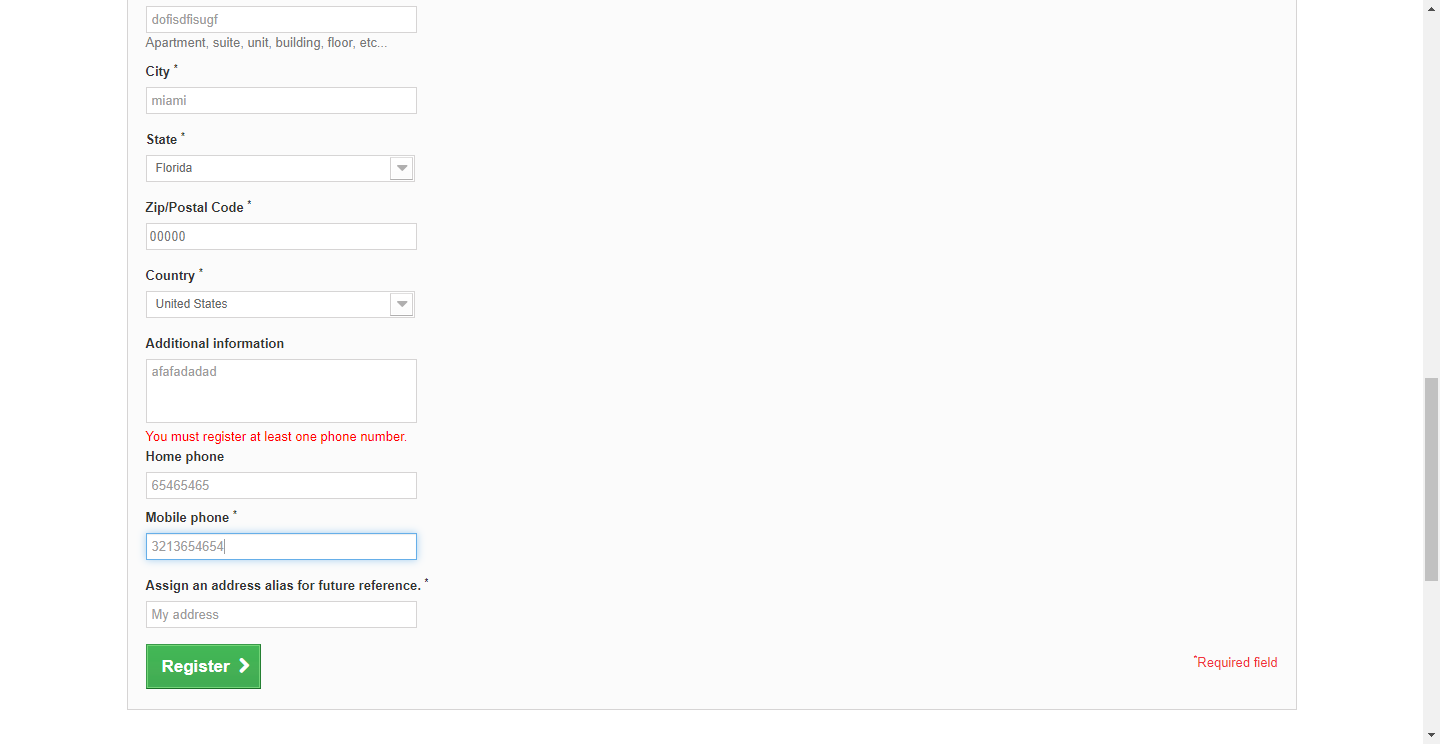 dofisdfisugf
Apartment, suite, unit, building, floor, etc...
City *
miami
State *
Florida
Zip/Postal Code *
00000
Country *
United States
Additional information
afafadadad
You must register at least one phone number.
Home phone
65465465
Mobile phone *
3213654654
Assign an address alias for future reference. *
My address
Register
*Required field